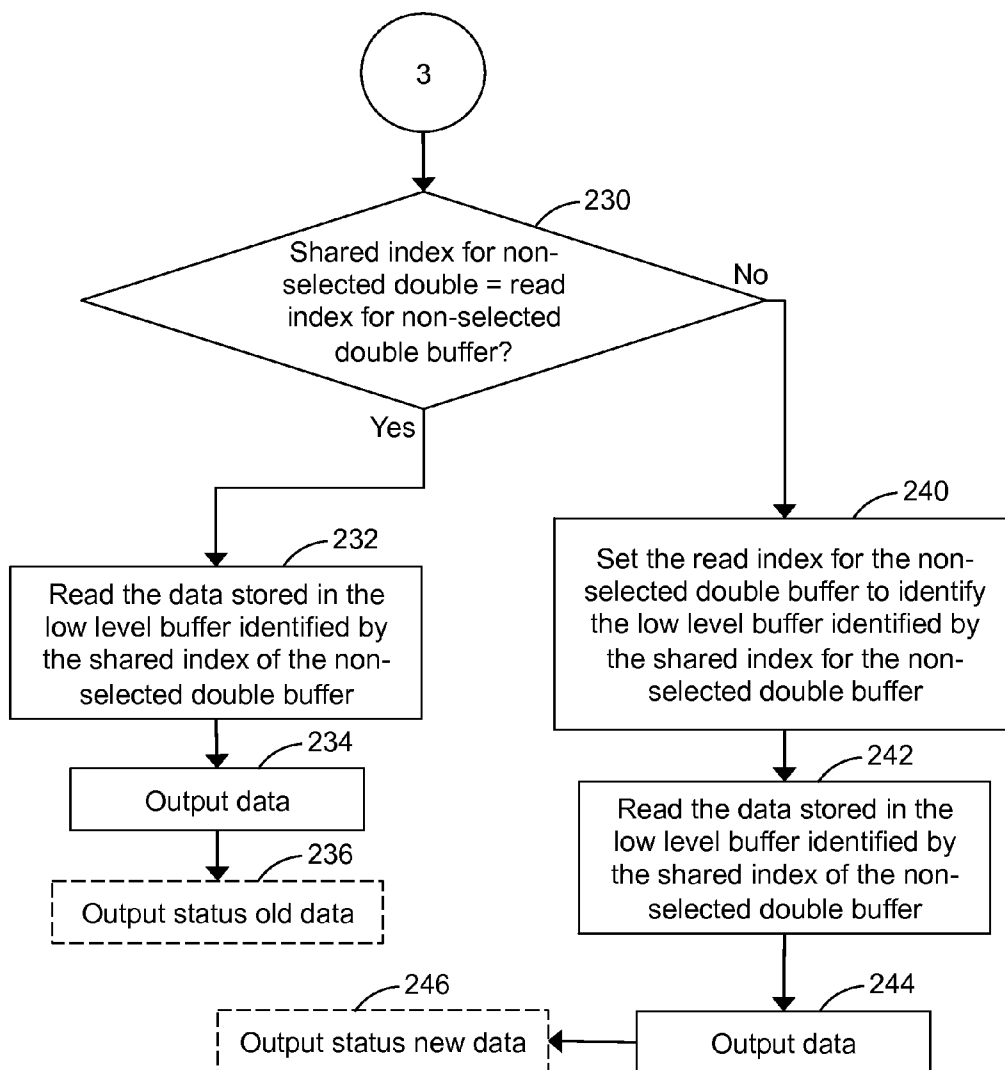 3
230
Shared index for non-
selected double = read
index for non-selected
double buffer?
No
Yes
232
Read the data stored in the
low level buffer identified by
the shared index of the non-
selected double buffer
234
Output data
236
Output status old data
240
Set the read index for the non-
selected double buffer to identify
the low level buffer identified by
the shared index for the non-
selected double buffer
242
Read the data stored in the
low level buffer identified by
the shared index of the non-
selected double buffer
244
Output data
246
Output status new data